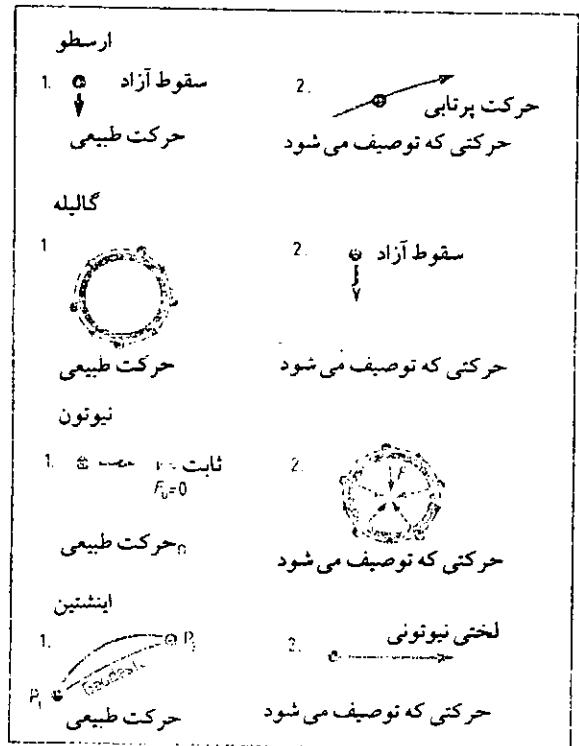 ارسطو
1. سقوط آزاد
2. حرکت پرتابی
حرکت طبیعی
حرکتی که توصیف می شود
گالیله
1
2. سقوط آزاد
حرکت طبیعی
حرکتی که توصیف می شود
نیوتون
1. ثابت
=0
2. F
حرکت طبیعی
حرکتی که توصیف می شود
اینشتین
1. P₁
2. لختی نیوتونی
حرکت طبیعی
حرکتی که توصیف می شود